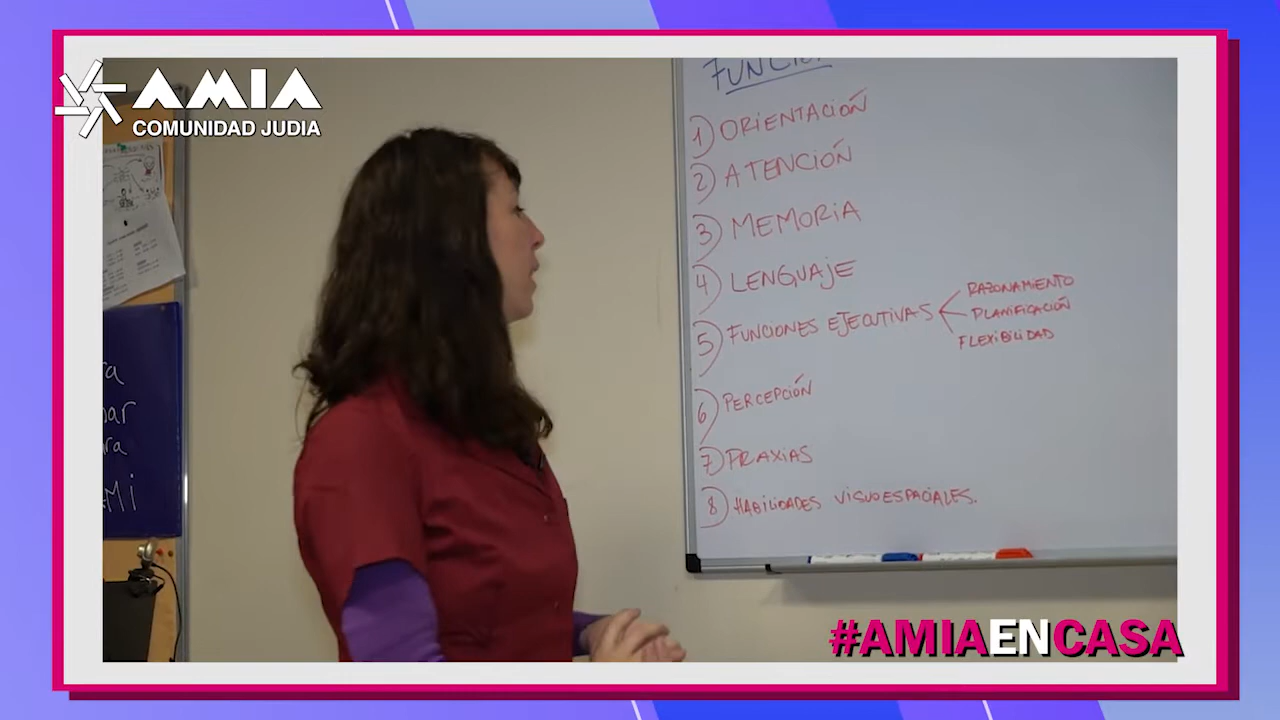 AMIA
COMUNIDAD JUDIA
1) ORIENTACIÓN
2) ATENCIÓN
3) MEMORIA
4) LENGUAJE
5) FUNCIONES EJECUTIVAS
RAZONAMIENTO
PLANIFICACIÓN
FLEXIBILIDAD
6) PERCEPCIÓN
7) PRAXIAS
8) HABILIDADES VISUOESPACIALES.
#AMIAENCASA